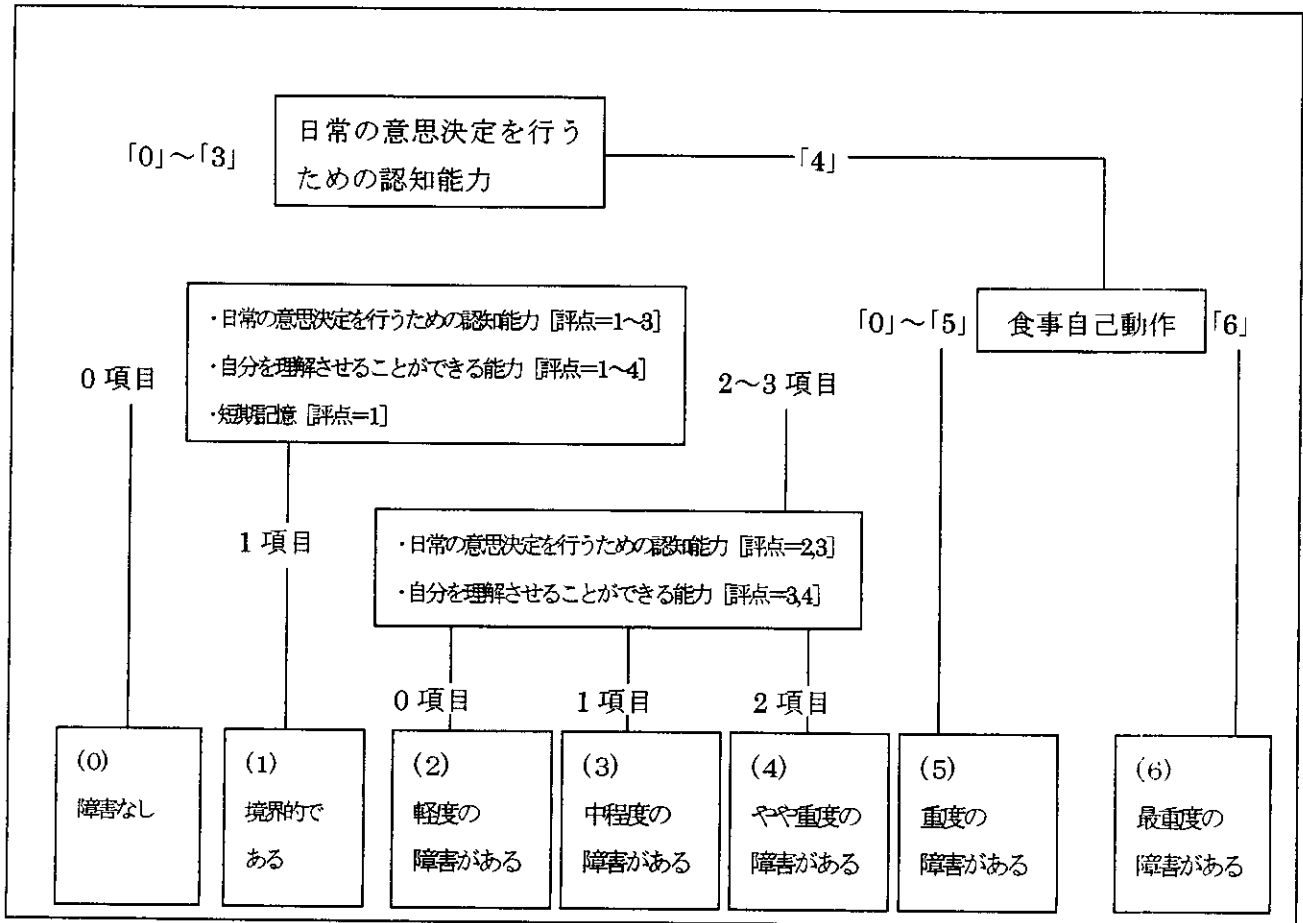 日常の意思決定を行う
ための認知能力
「0」～「3」
「4」
・日常の意思決定を行うための認知能力［評点=1~3］
・自分を理解させることができる能力［評点=1~4］
・短期記憶［評点=1］
「0」～「5」
食事自己動作
「6」
0 項目
2～3 項目
1 項目
・日常の意思決定を行うための認知能力［評点=2,3］
・自分を理解させることができる能力［評点=3,4］
0 項目
1 項目
2 項目
(0)
障害なし
(1)
境界的で
ある
(2)
軽度の
障害がある
(3)
中程度の
障害がある
(4)
やや重度の
障害がある
(5)
重度の
障害がある
(6)
最重度の
障害がある